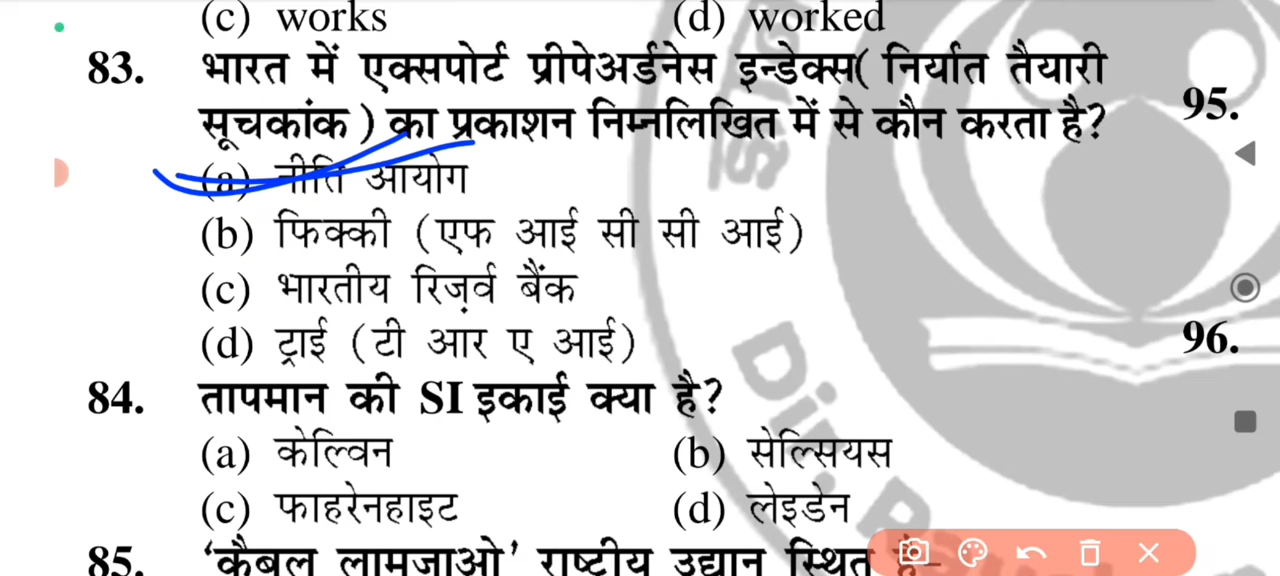 (c) works (d) worked
83. भारत में एक्सपोर्ट प्रीपेअर्डनेस इन्डेक्स( निर्यात तैयारी
सूचकांक ) का प्रकाशन निम्नलिखित में से कौन करता है?
95.
(a) नीति आयोग
(b) फिक्की (एफ आई सी सी आई)
(c) भारतीय रिज़र्व बैंक
(d) ट्राई (टी आर ए आई)
96.
84. तापमान की SI इकाई क्या है?
(a) केल्विन (b) सेल्सियस
(c) फाहरेनहाइट (d) लेइडेन
85. ‘कैबुल लामजाओ’ राष्टीय उद्यान स्थित है–
Dir.